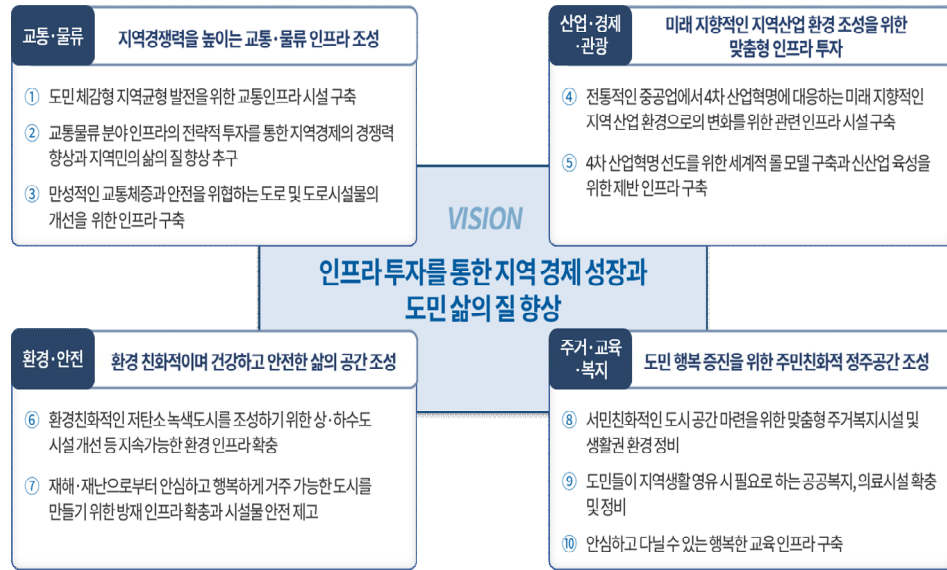 교통·물류
지역경쟁력을 높이는 교통·물류 인프라 조성
① 도민 체감형 지역균형 발전을 위한 교통인프라 시설 구축
② 교통물류 분야 인프라의 전략적 투자를 통한 지역경제의 경쟁력
향상과 지역민의 삶의 질 향상 추구
③ 만성적인 교통체증과 안전을 위협하는 도로 및 도로시설물의
개선을 위한 인프라 구축
산업·경제
·관광
미래 지향적인 지역산업 환경 조성을 위한
맞춤형 인프라 투자
④ 전통적인 중공업에서 4차 산업혁명에 대응하는 미래 지향적인
지역 산업 환경으로의 변화를 위한 관련 인프라 시설 구축
⑤ 4차 산업혁명 선도를 위한 세계적 롤 모델 구축과 신산업 육성을
위한 제반 인프라 구축
VISION
인프라 투자를 통한 지역 경제 성장과
도민 삶의 질 향상
환경·안전
환경 친화적이며 건강하고 안전한 삶의 공간 조성
⑥ 환경친화적인 저탄소 녹색도시를 조성하기 위한 상·하수도
시설 개선 등 지속가능한 환경 인프라 확충
⑦ 재해·재난으로부터 안심하고 행복하게 거주 가능한 도시를
만들기 위한 방재 인프라 확충과 시설물 안전 제고
주거·교육
·복지
도민 행복 증진을 위한 주민친화적 정주공간 조성
⑧ 서민친화적인 도시 공간 마련을 위한 맞춤형 주거복지시설 및
생활권 환경 정비
⑨ 도민들이 지역생활 영유 시 필요로 하는 공공복지, 의료시설 확충
및 정비
⑩ 안심하고 다닐 수 있는 행복한 교육 인프라 구축